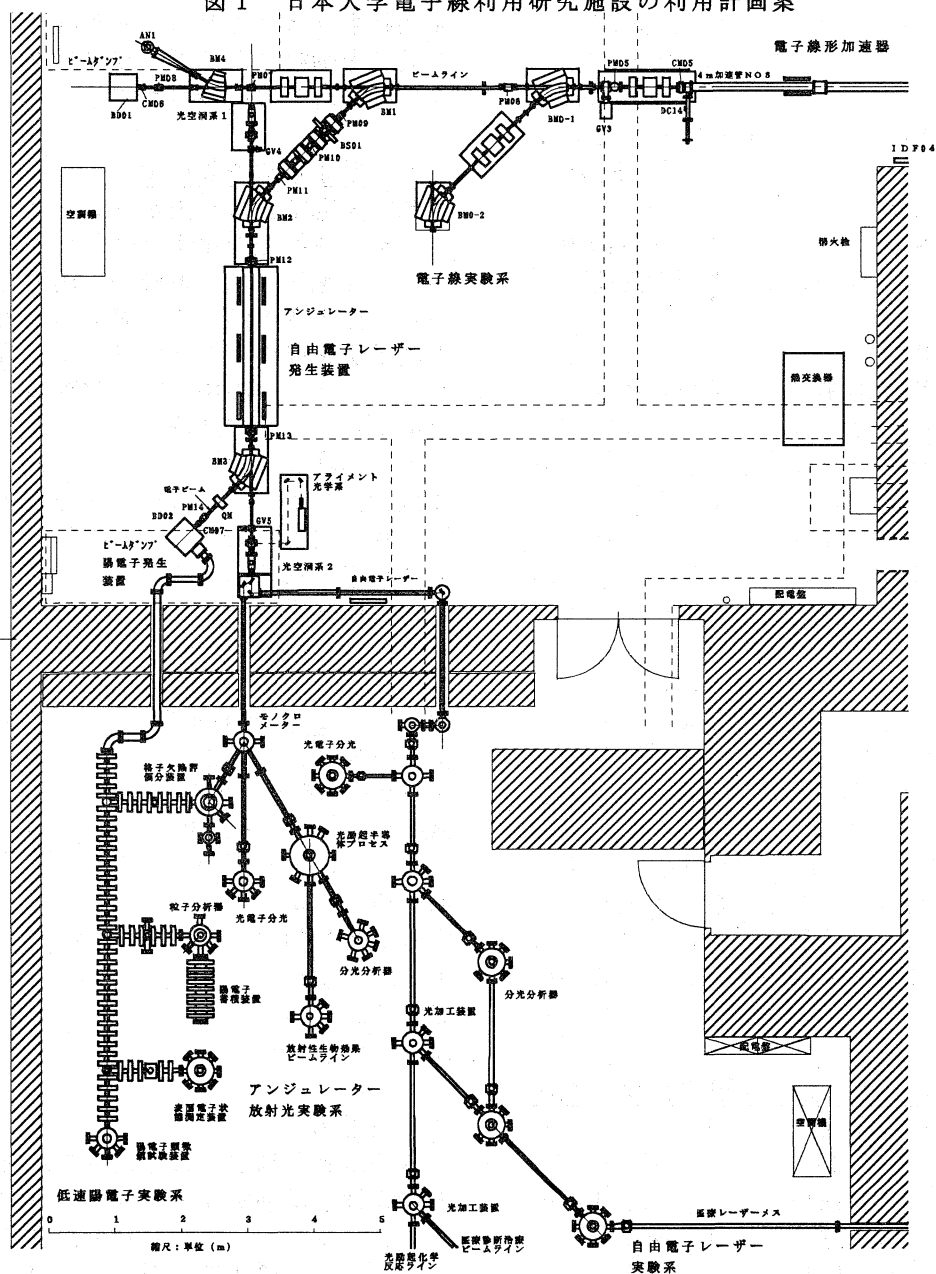 図1 日本大学電子線利用研究施設の利用計画案
電子線形加速器
AN1
ビームダンプ
BM4
PM08
PM07
ビームライン
PM05
CMD5
4m加速管NO8
BD01
CMD8
光空洞系1
BM1
PM06
BM0-1
GV3
DC14
GV4
PM09
BS01
PM10
PM11
IDF04
空調機
BM2
BM0-2
PM12
電子線実験系
アンジュレーター
自由電子レーザー
発生装置
熱交換器
PM13
BM3
アライメント
光学系
電子ビーム
PM14
QM
BD02
CMD7
GV5
ビームダンプ
陽電子発生
装置
光空洞系2
自由電子レーザー
配電盤
モノクロ
メーター
光電子分光
格子欠陥評
価分装置
光励起半導
体プロセス
粒子分析器
光電子分光
分光分析器
分光分析器
陽電子
蓄積装置
光加工装置
放射性生物効果
ビームライン
配電盤
アンジュレーター
放射光実験系
表面電子状
態測定装置
空調機
陽電子顕微
鏡試験装置
低速陽電子実験系
0 1 2 3 4 5
縮尺:単位(m)
光加工装置
医療レーザーメス
医療診断治療
ビームライン
光励起化学
反応ライン
自由電子レーザー
実験系